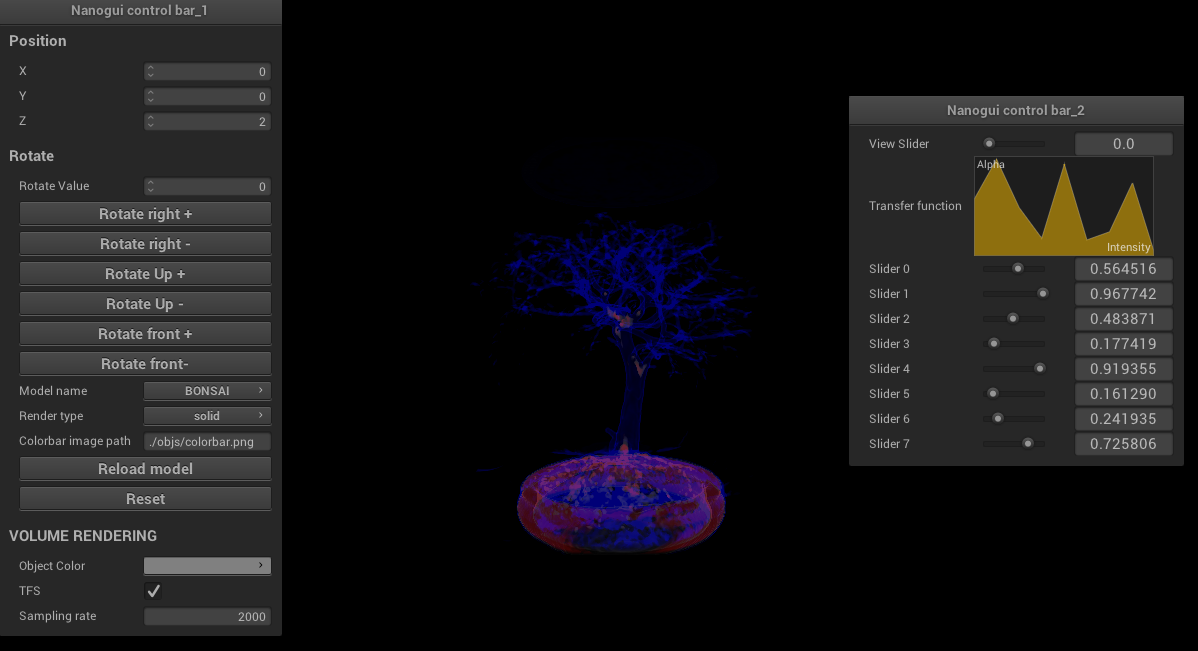 Nanogui control bar_1
Position
X 0
Y 0
Z 2
Rotate
Rotate Value 0
Rotate right +
Rotate right -
Rotate Up +
Rotate Up -
Rotate front +
Rotate front-
Model name BONSAI
Render type solid
Colorbar image path ./objs/colorbar.png
Reload model
Reset
VOLUME RENDERING
Object Color
TFS
Sampling rate 2000
Nanogui control bar_2
View Slider 0.0
Alpha
Transfer function
Intensity
Slider 0 0.564516
Slider 1 0.967742
Slider 2 0.483871
Slider 3 0.177419
Slider 4 0.919355
Slider 5 0.161290
Slider 6 0.241935
Slider 7 0.725806